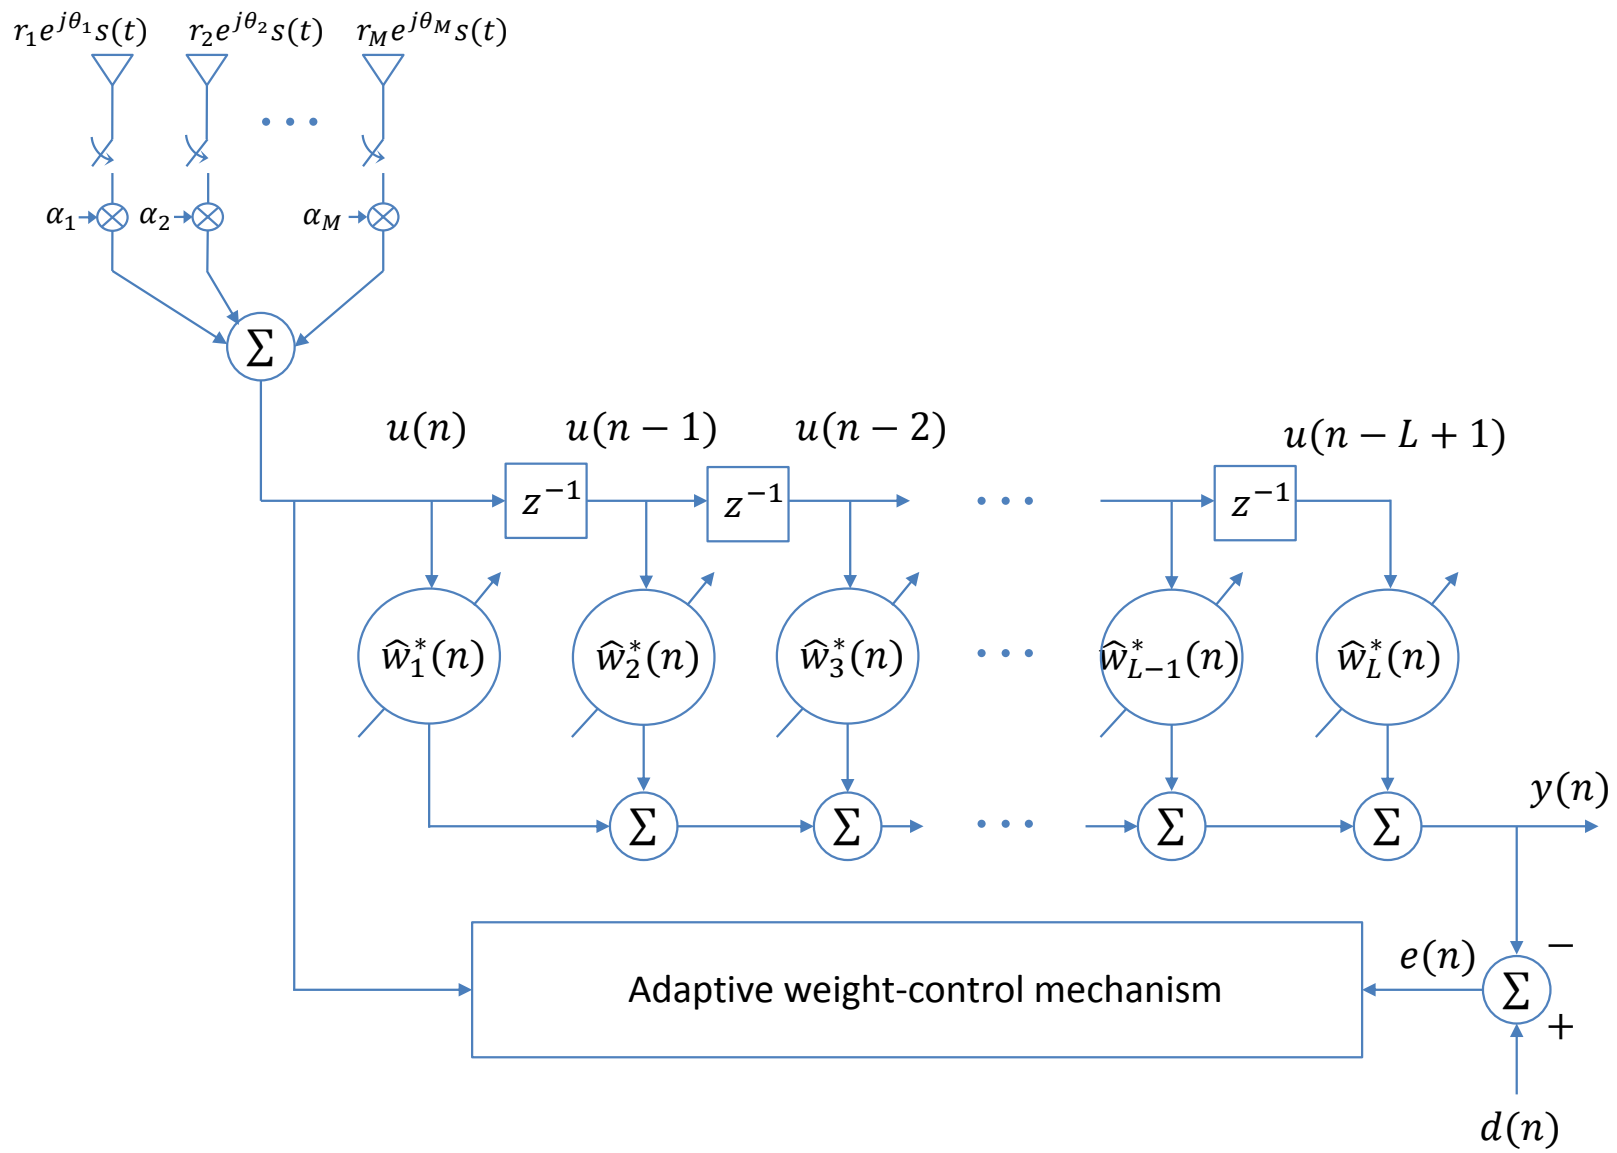 r₁e^{jθ₁}s(t) r₂e^{jθ₂}s(t) r_M e^{jθ_M}s(t)
• • •
α₁ α₂ α_M
Σ
u(n) u(n − 1) u(n − 2) u(n − L + 1)
z⁻¹ z⁻¹ • • • z⁻¹
ŵ₁*(n) ŵ₂*(n) ŵ₃*(n) • • • ŵ_{L−1}*(n) ŵ_L*(n)
y(n)
Σ Σ • • • Σ Σ
−
e(n)
Adaptive weight-control mechanism Σ
+
d(n)